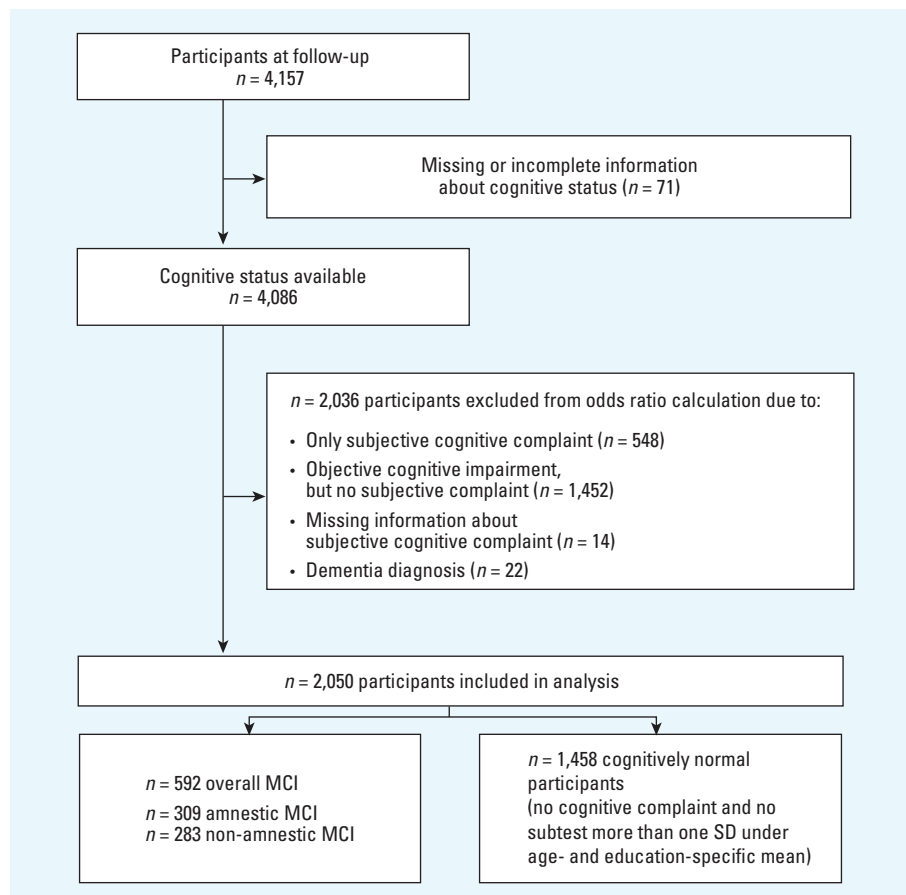 Participants at follow-up
n = 4,157
Missing or incomplete information
about cognitive status (n = 71)
Cognitive status available
n = 4,086
n = 2,036 participants excluded from odds ratio calculation due to:
• Only subjective cognitive complaint (n = 548)
• Objective cognitive impairment,
but no subjective complaint (n = 1,452)
• Missing information about
subjective cognitive complaint (n = 14)
• Dementia diagnosis (n = 22)
n = 2,050 participants included in analysis
n = 592 overall MCI
n = 309 amnestic MCI
n = 283 non-amnestic MCI
n = 1,458 cognitively normal
participants
(no cognitive complaint and no
subtest more than one SD under
age- and education-specific mean)